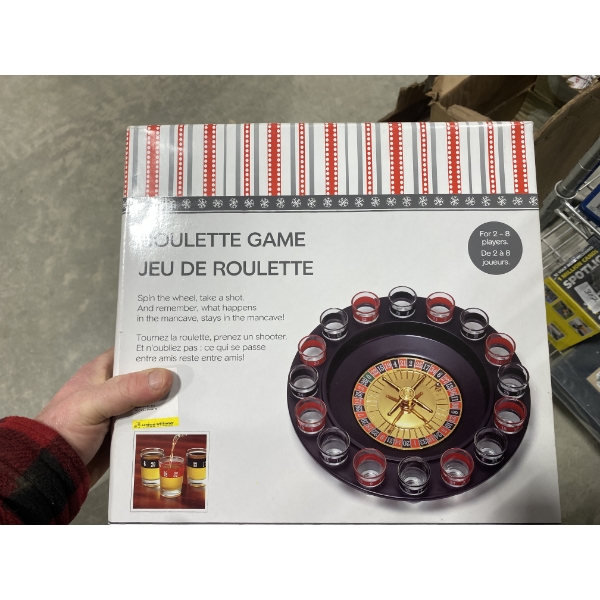 ROULETTE GAME
JEU DE ROULETTE
For 2 - 8
players.
De 2 à 8
joueurs.
Spin the wheel, take a shot.
And remember, what happens
in the mancave, stays in the mancave!
Tournez la roulette, prenez un shooter.
Et n'oubliez pas : ce qui se passe
entre amis reste entre amis!
SPOTLIG